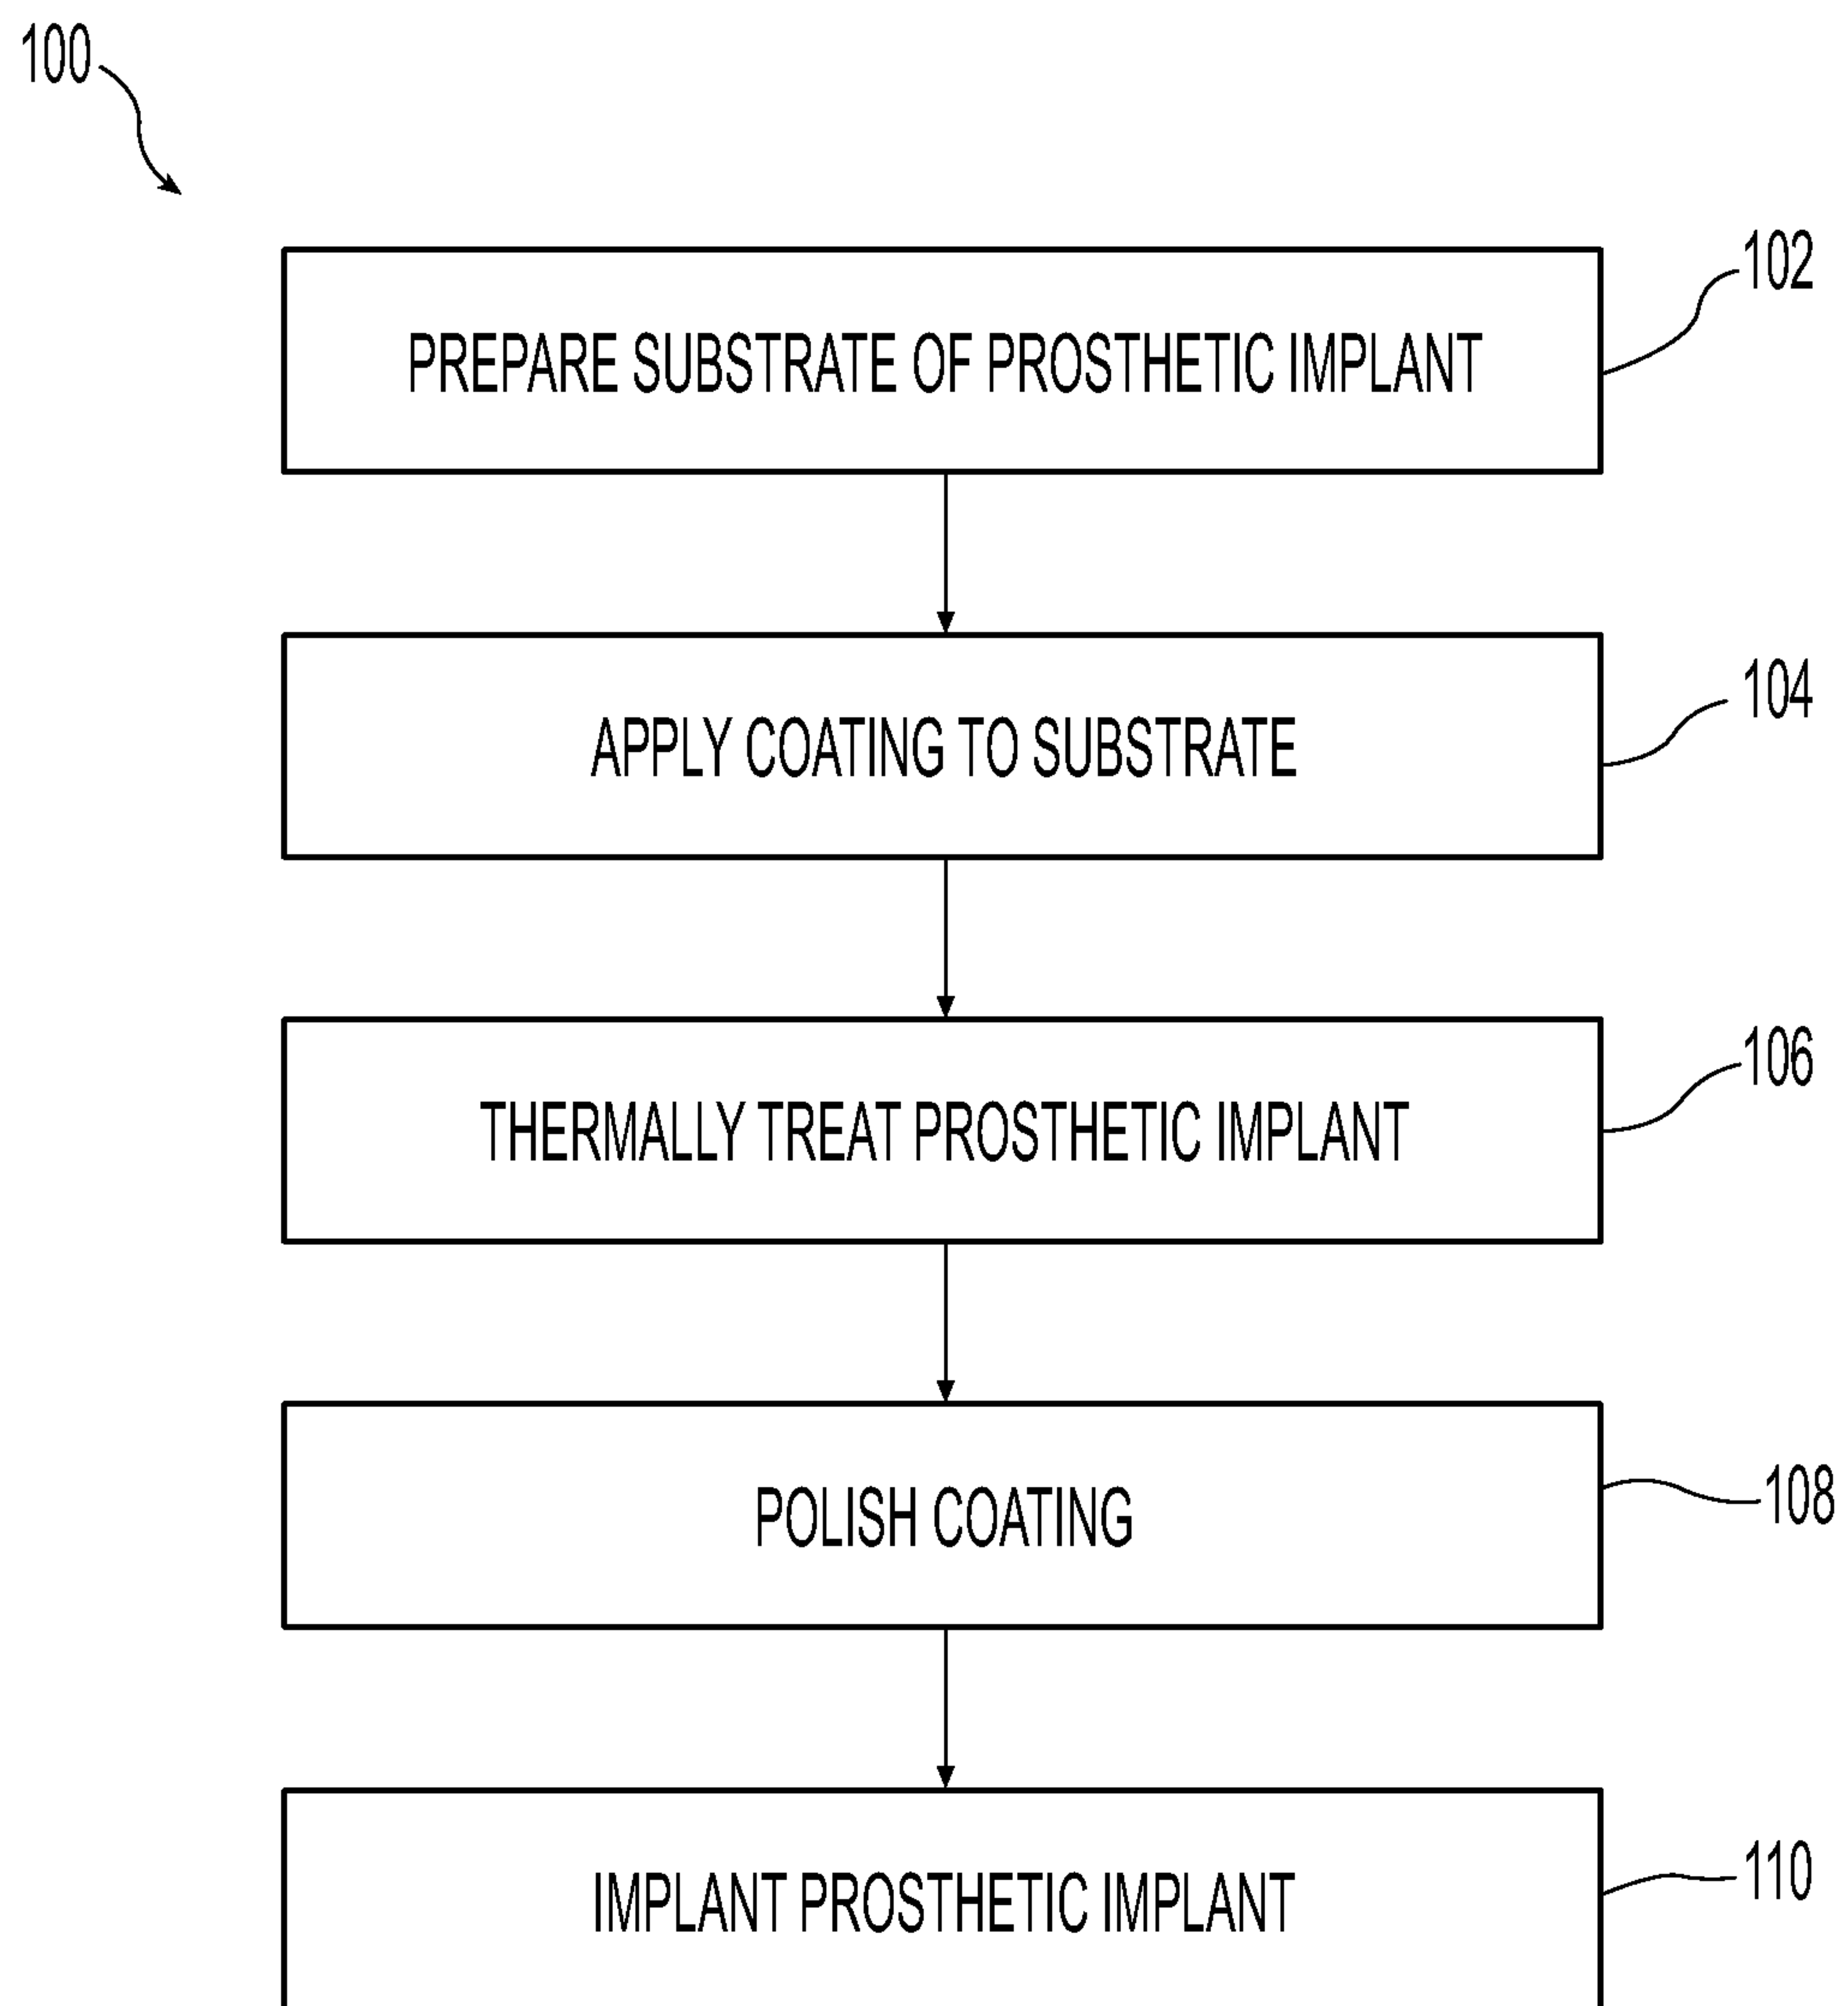 100
102
PREPARE SUBSTRATE OF PROSTHETIC IMPLANT
104
APPLY COATING TO SUBSTRATE
106
THERMALLY TREAT PROSTHETIC IMPLANT
108
POLISH COATING
110
IMPLANT PROSTHETIC IMPLANT